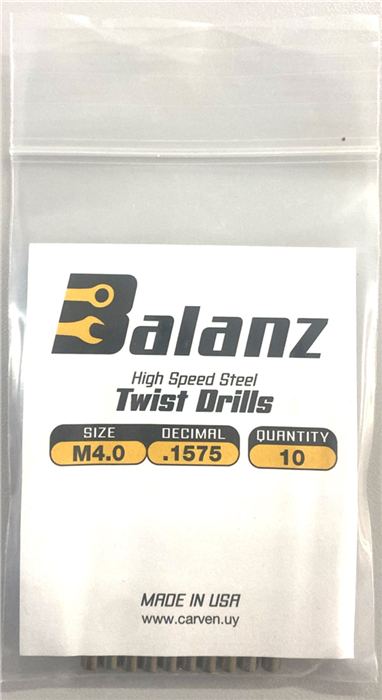 Balanz
High Speed Steel
Twist Drills
SIZE DECIMAL QUANTITY
M4.0 .1575 10
MADE IN USA
www.carven.uy